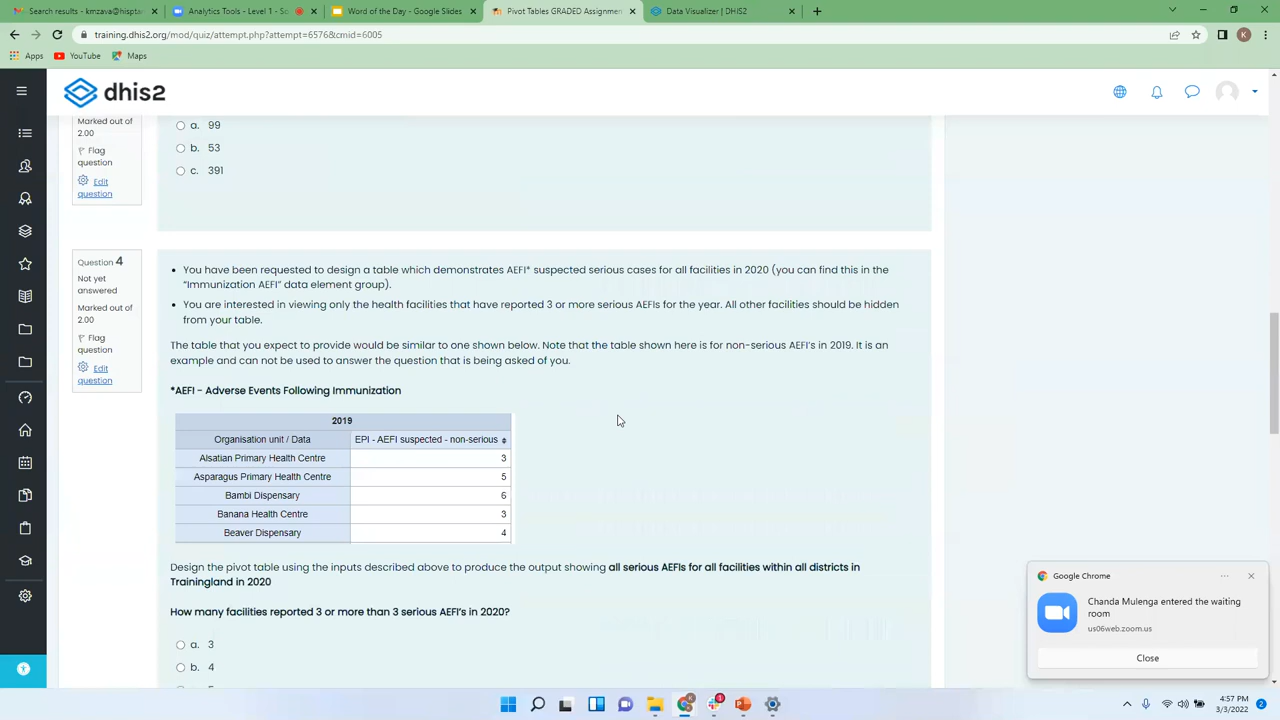 Search results - kmzava@hisptan
Analytics Tools - Level 1 - So
Word of the Day - Google Slides
Pivot Tables GRADED Assignmen
Data Visualizer | DHIS2
training.dhis2.org/mod/quiz/attempt.php?attempt=6576&cmid=6005
K
Apps
YouTube
Maps
dhis2
Marked out of
2.00
Flag
question
Edit
question
a. 99
b. 53
c. 391
Question 4
Not yet
answered
Marked out of
2.00
Flag
question
Edit
question
• You have been requested to design a table which demonstrates AEFI* suspected serious cases for all facilities in 2020 (you can find this in the
"Immunization AEFI" data element group).
• You are interested in viewing only the health facilities that have reported 3 or more serious AEFIs for the year. All other facilities should be hidden
from your table.
The table that you expect to provide would be similar to one shown below. Note that the table shown here is for non-serious AEFI's in 2019. It is an
example and can not be used to answer the question that is being asked of you.
*AEFI - Adverse Events Following Immunization
2019
Organisation unit / Data EPI - AEFI suspected - non-serious
Alsatian Primary Health Centre 3
Asparagus Primary Health Centre 5
Bambi Dispensary 6
Banana Health Centre 3
Beaver Dispensary 4
Design the pivot table using the inputs described above to produce the output showing all serious AEFIs for all facilities within all districts in
Trainingland in 2020
How many facilities reported 3 or more than 3 serious AEFI's in 2020?
a. 3
b. 4
Google Chrome
Chanda Mulenga entered the waiting
room
us06web.zoom.us
Close
4:57 PM
3/3/2022